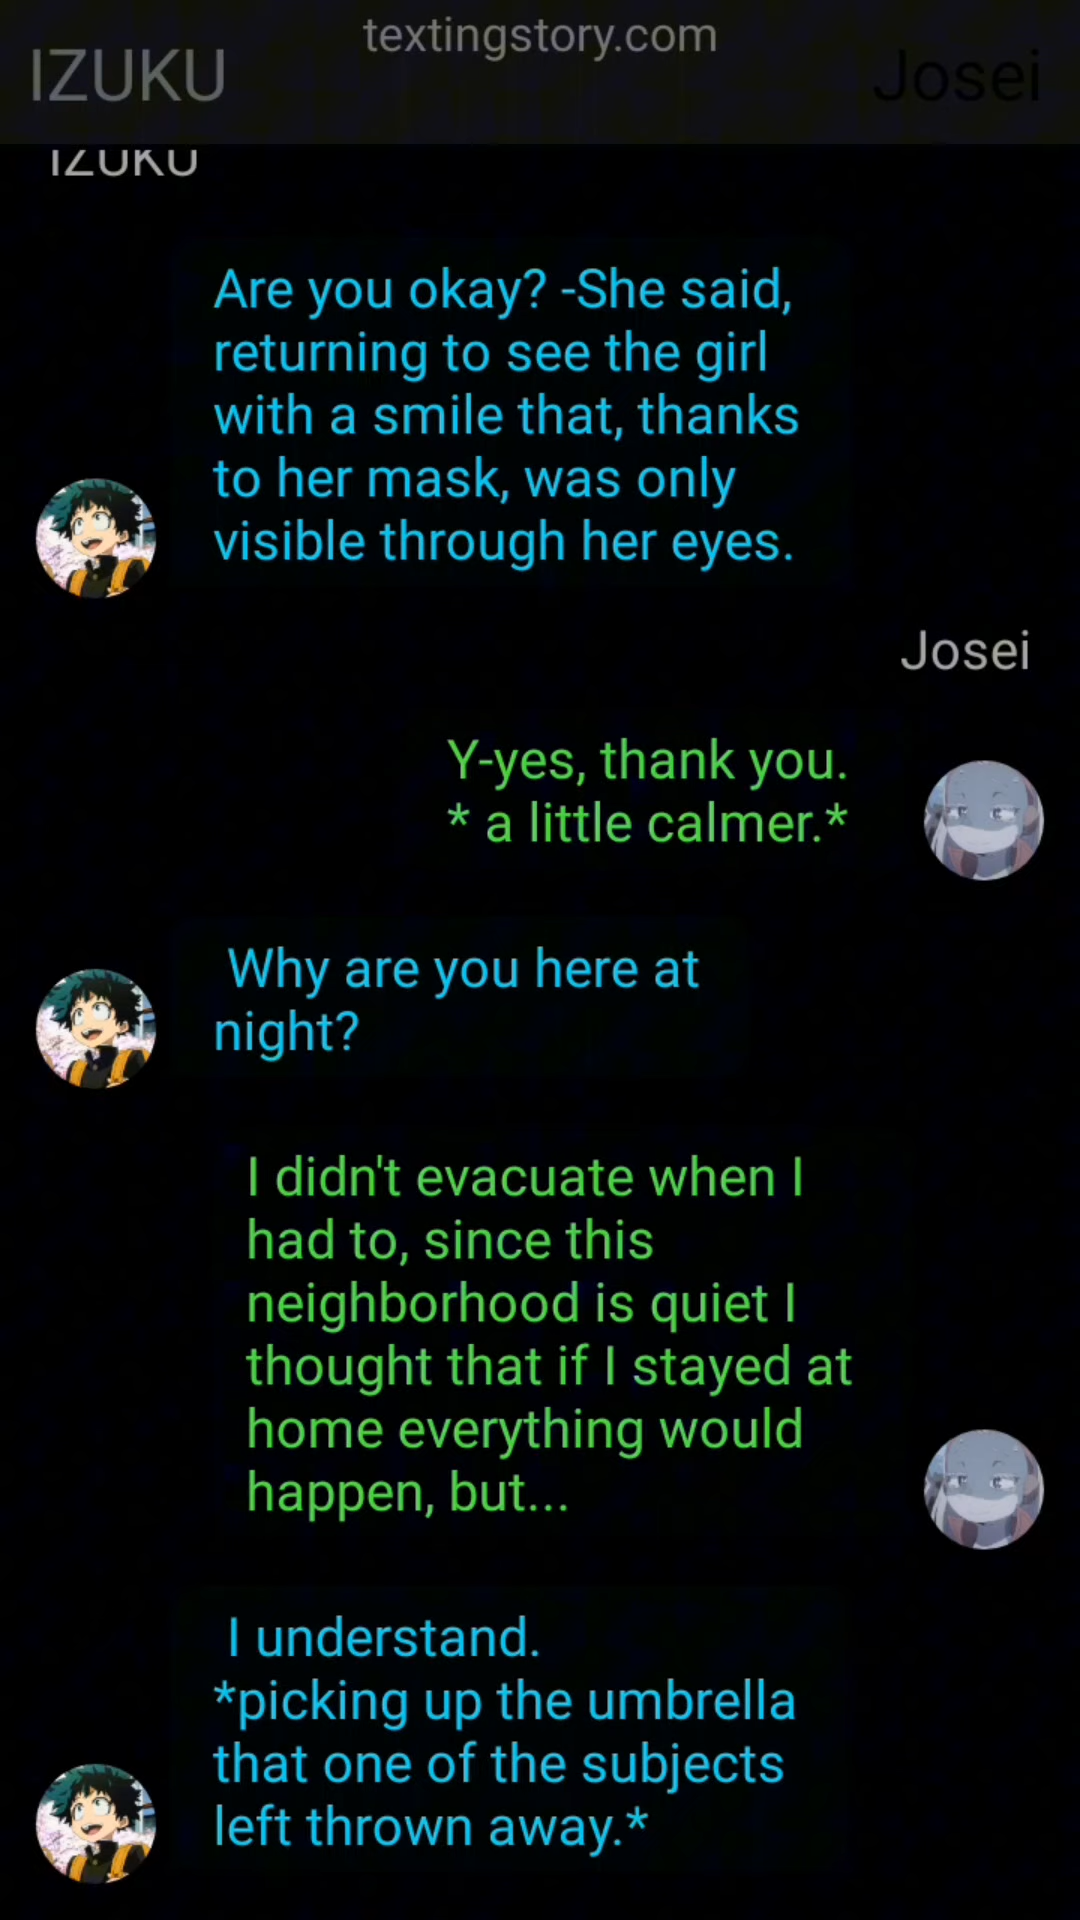 textingstory.com
IZUKU Josei
IZUKU
Are you okay? -She said,
returning to see the girl
with a smile that, thanks
to her mask, was only
visible through her eyes.
Josei
Y-yes, thank you.
* a little calmer.*
Why are you here at
night?
I didn't evacuate when I
had to, since this
neighborhood is quiet I
thought that if I stayed at
home everything would
happen, but...
I understand.
*picking up the umbrella
that one of the subjects
left thrown away.*